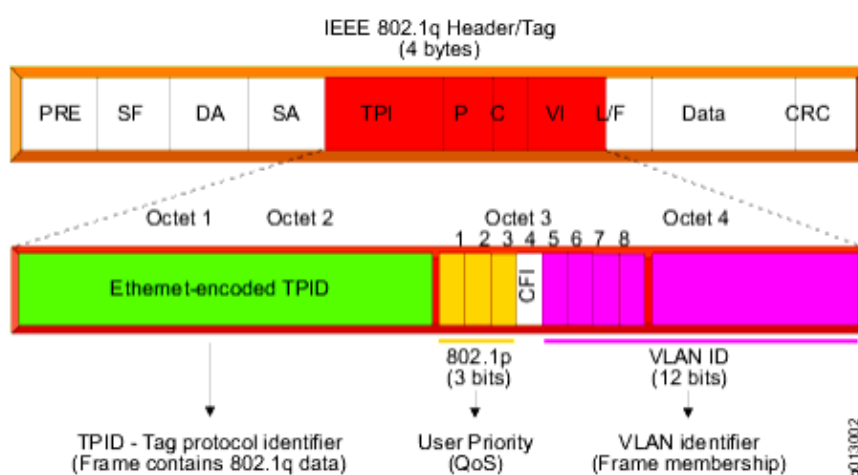 IEEE 802.1q Header/Tag
(4 bytes)
PRE SF DA SA TPI P C VI L/F Data CRC
Octet 1 Octet 2 Octet 3 Octet 4
1 2 3 4 5 6 7 8
Ethernet-encoded TPID
CFI
802.1p
(3 bits)
VLAN ID
(12 bits)
TPID - Tag protocol identifier
(Frame contains 802.1q data)
User Priority
(QoS)
VLAN identifier
(Frame membership)